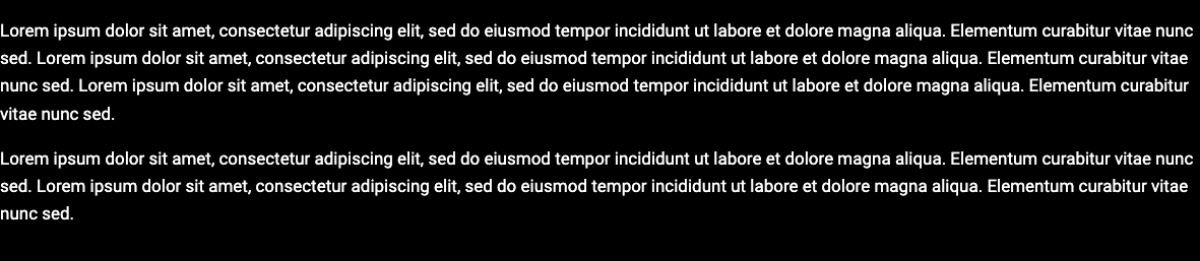 Lorem ipsum dolor sit amet, consectetur adipiscing elit, sed do eiusmod tempor incididunt ut labore et dolore magna aliqua. Elementum curabitur vitae nunc
sed. Lorem ipsum dolor sit amet, consectetur adipiscing elit, sed do eiusmod tempor incididunt ut labore et dolore magna aliqua. Elementum curabitur vitae
nunc sed. Lorem ipsum dolor sit amet, consectetur adipiscing elit, sed do eiusmod tempor incididunt ut labore et dolore magna aliqua. Elementum curabitur
vitae nunc sed.
Lorem ipsum dolor sit amet, consectetur adipiscing elit, sed do eiusmod tempor incididunt ut labore et dolore magna aliqua. Elementum curabitur vitae nunc
sed. Lorem ipsum dolor sit amet, consectetur adipiscing elit, sed do eiusmod tempor incididunt ut labore et dolore magna aliqua. Elementum curabitur vitae
nunc sed.